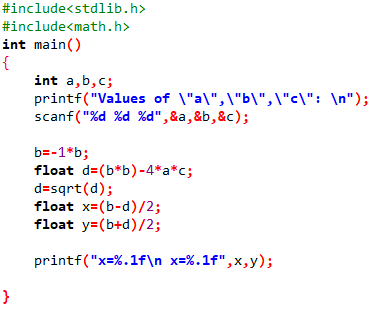 #include<stdlib.h>
#include<math.h>
int main()
{
int a,b,c;
printf("Values of \"a\",\"b\",\"c\": \n");
scanf("%d %d %d",&a,&b,&c);
b=-1*b;
float d=(b*b)-4*a*c;
d=sqrt(d);
float x=(b-d)/2;
float y=(b+d)/2;
printf("x=%.1f\n x=%.1f",x,y);
}